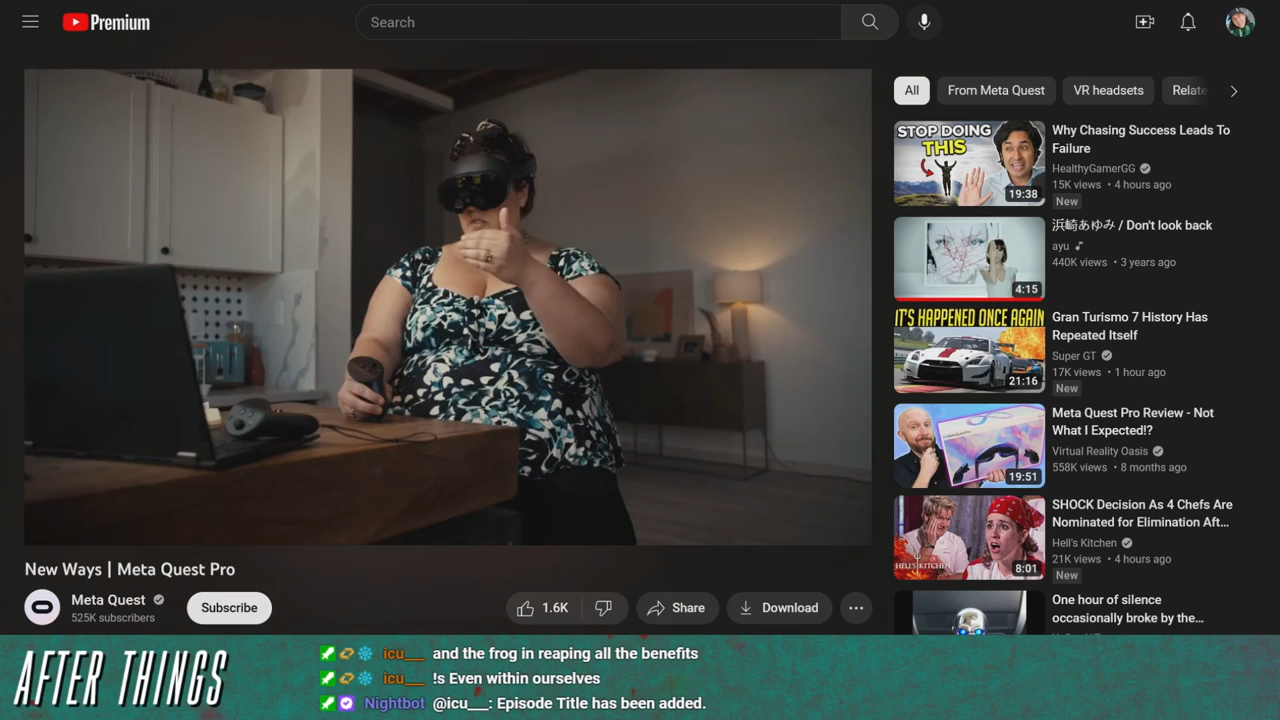 Premium
Search
All
From Meta Quest
VR headsets
Relate
STOP DOING
THIS
19:38
Why Chasing Success Leads To
Failure
HealthyGamerGG
15K views • 4 hours ago
New
4:15
浜崎あゆみ / Don't look back
ayu
440K views • 3 years ago
IT'S HAPPENED ONCE AGAIN
21:16
Gran Turismo 7 History Has
Repeated Itself
Super GT
17K views • 1 hour ago
New
19:51
Meta Quest Pro Review - Not
What I Expected!?
Virtual Reality Oasis
558K views • 8 months ago
HELL'S KITCHEN
8:01
SHOCK Decision As 4 Chefs Are
Nominated for Elimination Aft...
Hell's Kitchen
21K views • 4 hours ago
New
One hour of silence
occasionally broke by the...
New Ways | Meta Quest Pro
Meta Quest
525K subscribers
Subscribe
1.6K
Share
Download
AFTER THINGS
icu___ and the frog in reaping all the benefits
icu___ !s Even within ourselves
Nightbot @icu___: Episode Title has been added.